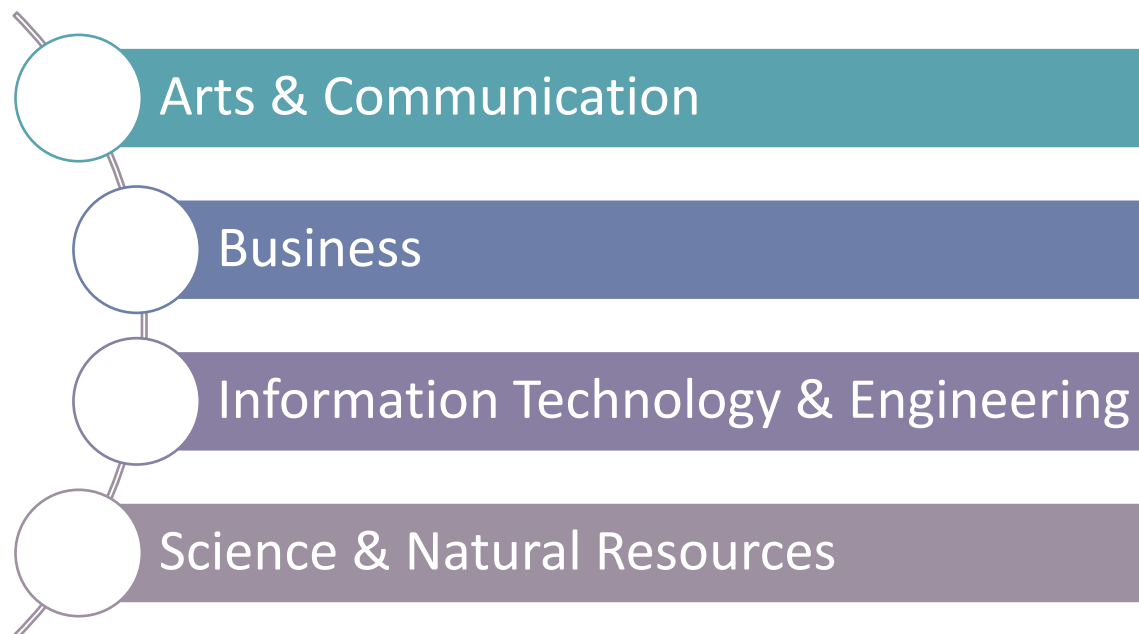 Arts & Communication
Business
Information Technology & Engineering
Science & Natural Resources